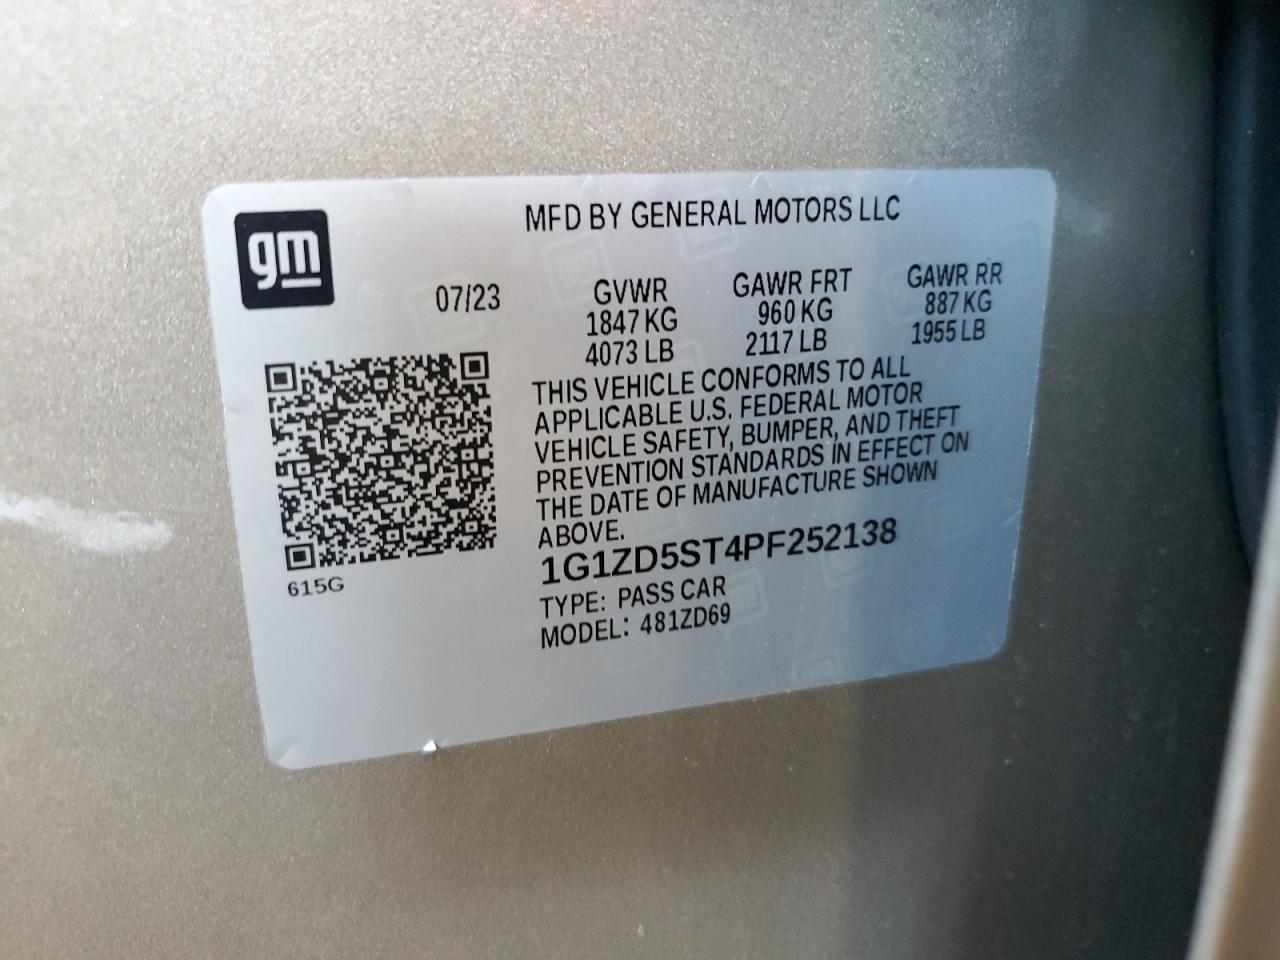 gm
MFD BY GENERAL MOTORS LLC
07/23 GVWR GAWR FRT GAWR RR
1847 KG 960 KG 887 KG
4073 LB 2117 LB 1955 LB
THIS VEHICLE CONFORMS TO ALL
APPLICABLE U.S. FEDERAL MOTOR
VEHICLE SAFETY, BUMPER, AND THEFT
PREVENTION STANDARDS IN EFFECT ON
THE DATE OF MANUFACTURE SHOWN
ABOVE.
1G1ZD5ST4PF252138
TYPE: PASS CAR
MODEL: 481ZD69
615G